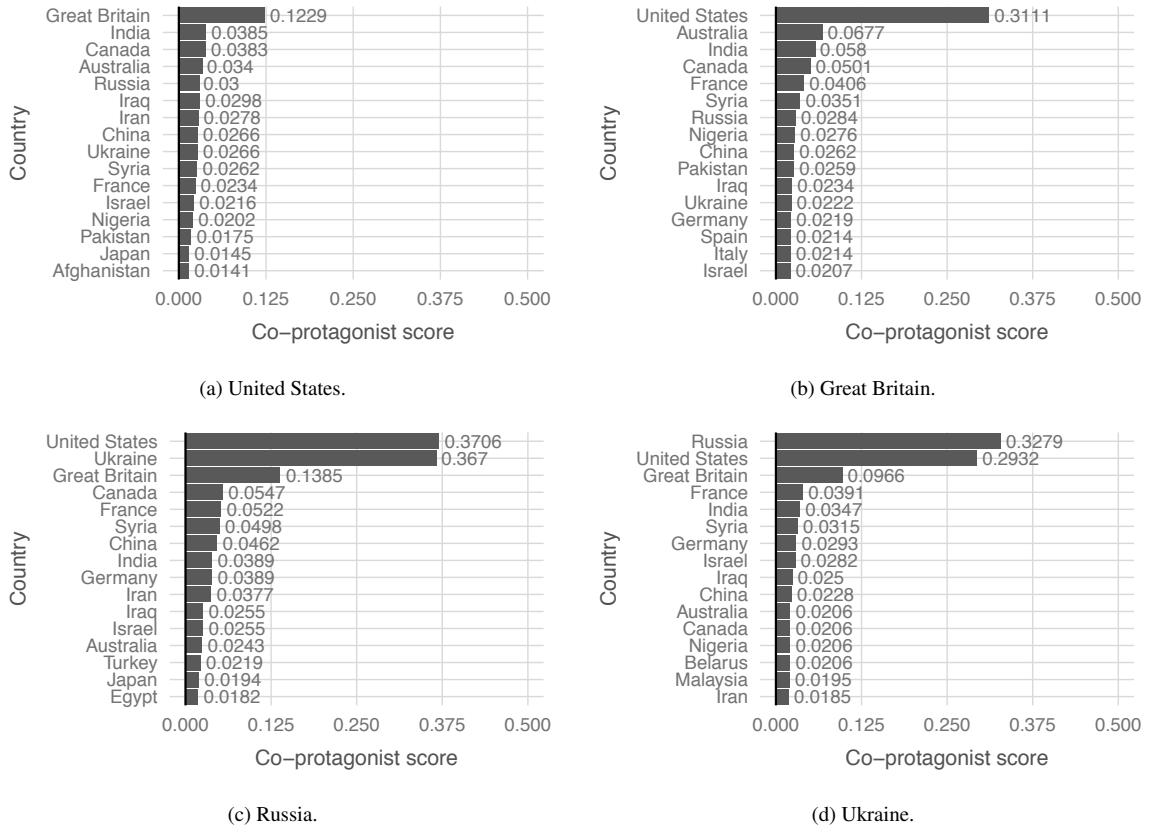 Country
Great Britain 0.1229
India 0.0385
Canada 0.0383
Australia 0.034
Russia 0.03
Iraq 0.0298
Iran 0.0278
China 0.0266
Ukraine 0.0266
Syria 0.0262
France 0.0234
Israel 0.0216
Nigeria 0.0202
Pakistan 0.0175
Japan 0.0145
Afghanistan 0.0141
0.000 0.125 0.250 0.375 0.500
Co−protagonist score
(a) United States.
Country
United States 0.3111
Australia 0.0677
India 0.058
Canada 0.0501
France 0.0406
Syria 0.0351
Russia 0.0284
Nigeria 0.0276
China 0.0262
Pakistan 0.0259
Iraq 0.0234
Ukraine 0.0222
Germany 0.0219
Spain 0.0214
Italy 0.0214
Israel 0.0207
0.000 0.125 0.250 0.375 0.500
Co−protagonist score
(b) Great Britain.
Country
United States 0.3706
Ukraine 0.367
Great Britain 0.1385
Canada 0.0547
France 0.0522
Syria 0.0498
China 0.0462
India 0.0389
Germany 0.0389
Iran 0.0377
Iraq 0.0255
Israel 0.0255
Australia 0.0243
Turkey 0.0219
Japan 0.0194
Egypt 0.0182
0.000 0.125 0.250 0.375 0.500
Co−protagonist score
(c) Russia.
Country
Russia 0.3279
United States 0.2932
Great Britain 0.0966
France 0.0391
India 0.0347
Syria 0.0315
Germany 0.0293
Israel 0.0282
Iraq 0.025
China 0.0228
Australia 0.0206
Canada 0.0206
Nigeria 0.0206
Belarus 0.0206
Malaysia 0.0195
Iran 0.0185
0.000 0.125 0.250 0.375 0.500
Co−protagonist score
(d) Ukraine.